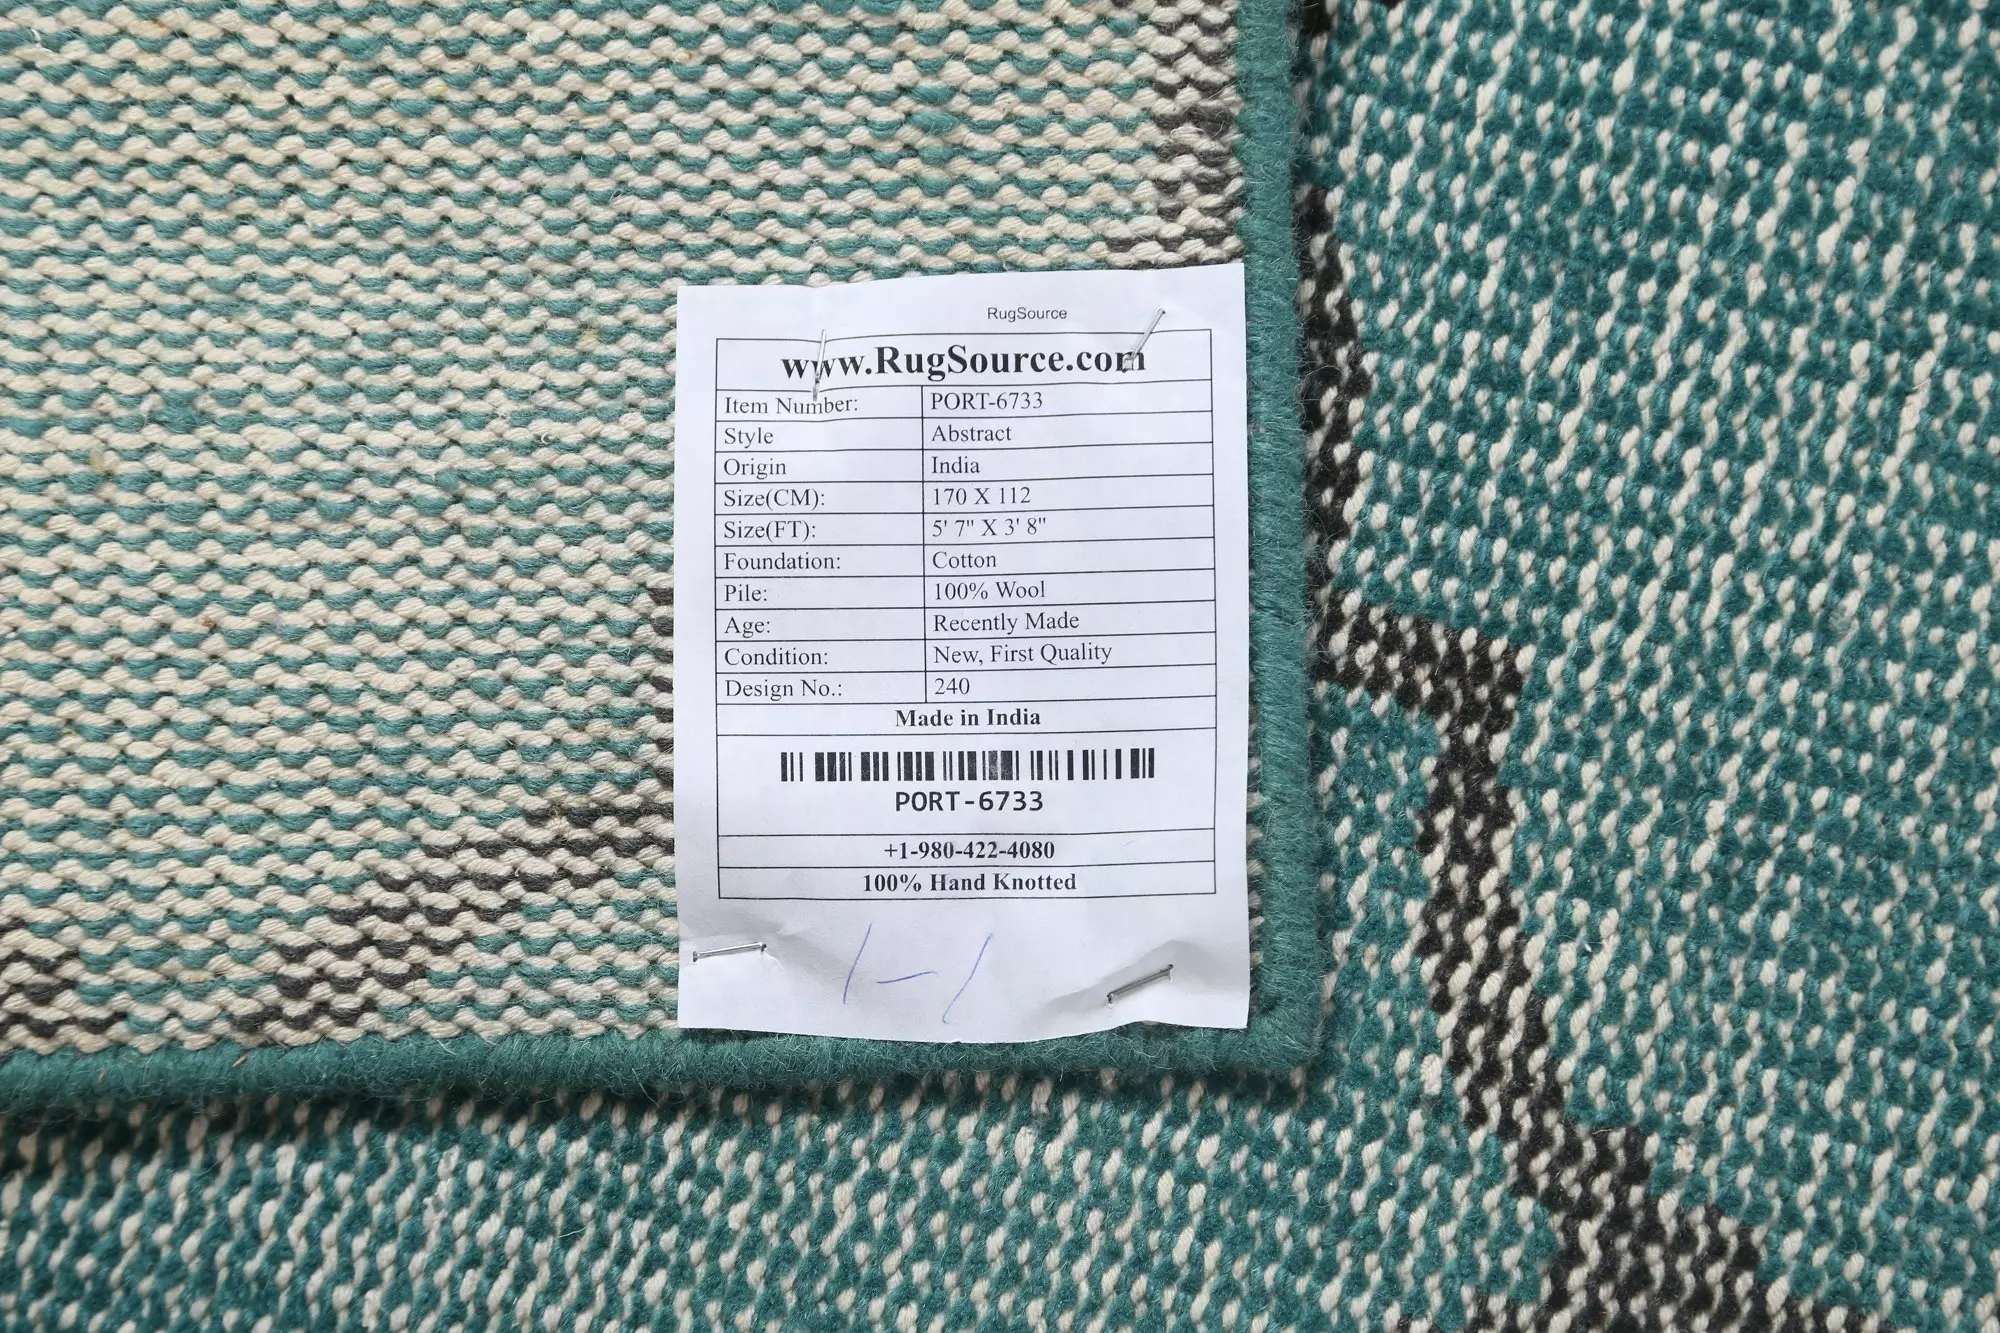 RugSource
www.RugSource.com
Item Number: PORT-6733
Style Abstract
Origin India
Size(CM): 170 X 112
Size(FT): 5' 7" X 3' 8"
Foundation: Cotton
Pile: 100% Wool
Age: Recently Made
Condition: New, First Quality
Design No.: 240
Made in India
PORT-6733
+1-980-422-4080
100% Hand Knotted
1-1